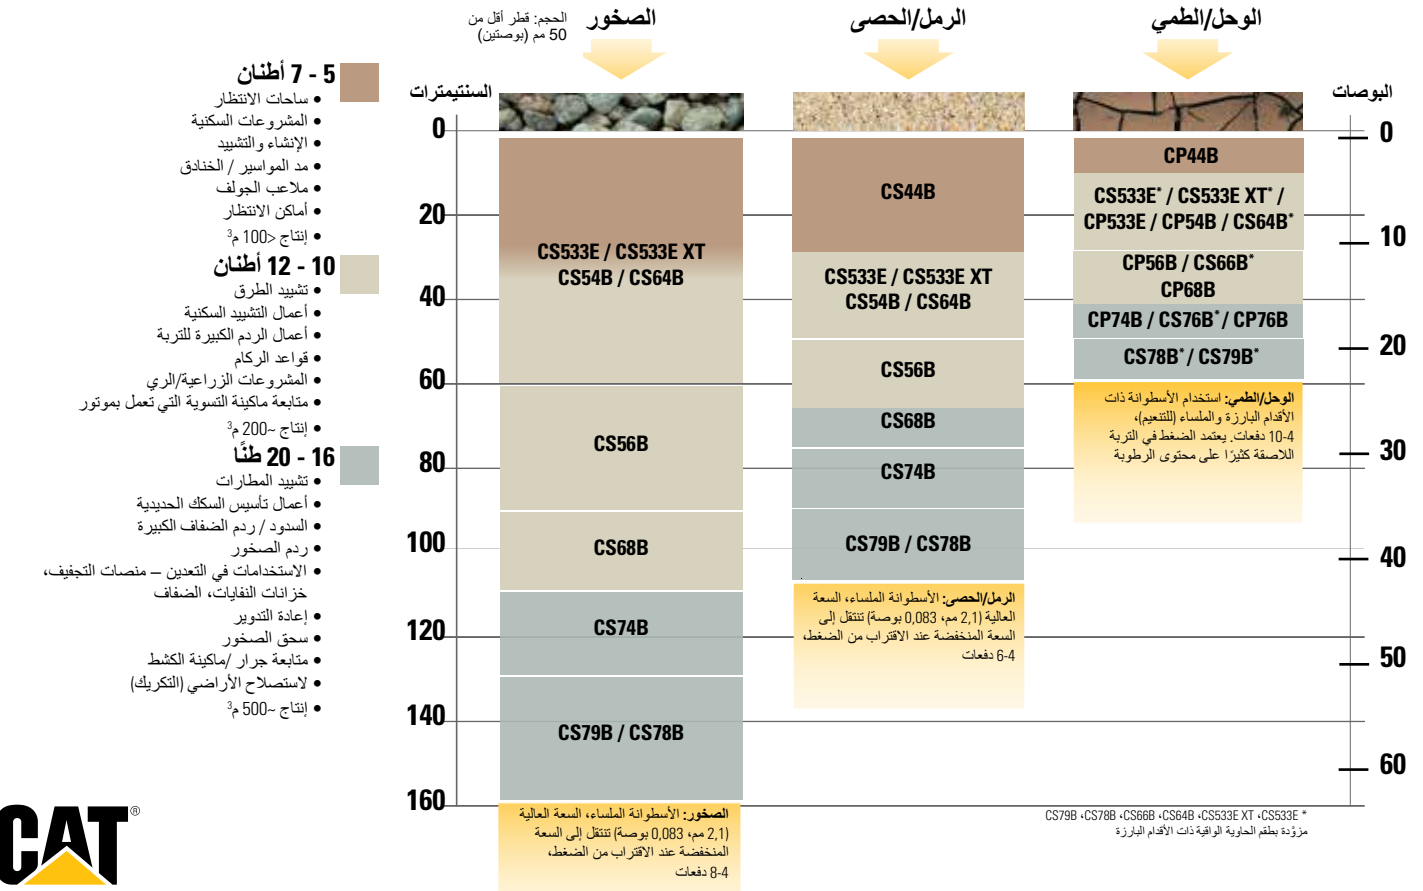 الصخور
الحجم: قطر أقل من
50 مم (بوصتين)
الرمل/الحصى
الوحل/الطمي
5 - 7 أطنان
• ساحات الانتظار
• المشروعات السكنية
• الإنشاء والتشييد
• مد المواسير / الخنادق
• ملاعب الجولف
• أماكن الانتظار
• إنتاج <100 م³
10 - 12 أطنان
• تشييد الطرق
• أعمال التشييد السكنية
• أعمال الردم الكبيرة للتربة
• قواعد الركام
• المشروعات الزراعية/الري
• متابعة ماكينة التسوية التي تعمل بموتور
• إنتاج ~200 م³
16 - 20 طنًا
• تشييد المطارات
• أعمال تأسيس السكك الحديدية
• السدود / ردم الضفاف الكبيرة
• ردم الصخور
• الاستخدامات في التعدين – منصات التجفيف،
خزانات النفايات، الضفاف
• إعادة التدوير
• سحق الصخور
• متابعة جرار /ماكينة الكشط
• لاستصلاح الأراضي (التكريك)
• إنتاج ~500 م³
السنتيمترات
0
20
40
60
80
100
120
140
160
CS533E / CS533E XT
CS54B / CS64B
CS56B
CS68B
CS74B
CS79B / CS78B
الصخور: الأسطوانة الملساء، السعة العالية
(2,1 مم، 0,083 بوصة) تنتقل إلى السعة
المنخفضة عند الاقتراب من الضغط،
8-4 دفعات
CS44B
CS533E / CS533E XT
CS54B / CS64B
CS56B
CS68B
CS74B
CS79B / CS78B
الرمل/الحصى: الأسطوانة الملساء، السعة
العالية (2,1 مم، 0,083 بوصة) تنتقل إلى
السعة المنخفضة عند الاقتراب من الضغط،
6-4 دفعات
CP44B
CS533E* / CS533E XT* /
CP533E / CP54B / CS64B*
CP56B / CS66B*
CP68B
CP74B / CS76B* / CP76B
CS78B* / CS79B*
الوحل/الطمي: استخدام الأسطوانة ذات
الأقدام البارزة والملساء (للتنعيم)،
10-4 دفعات. يعتمد الضغط في التربة
اللاصقة كثيرًا على محتوى الرطوبة
البوصات
0
10
20
30
40
50
60
* CS533E، CS533E XT، CS64B، CS66B، CS78B، CS79B
مزوَّدة بطقم الحاوية الواقية ذات الأقدام البارزة
CAT®